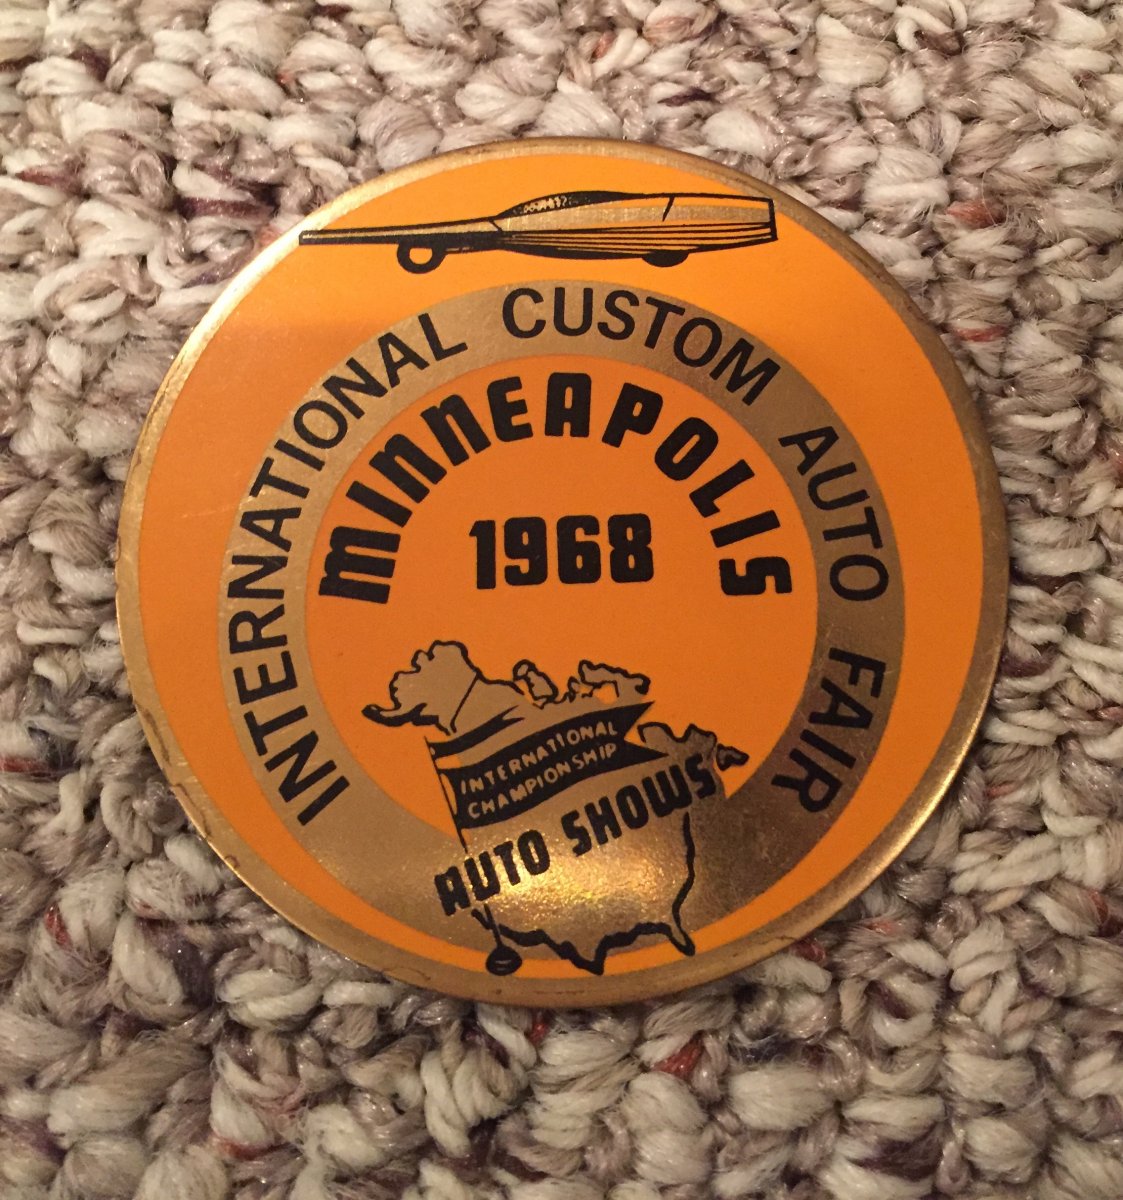 INTERNATIONAL CUSTOM AUTO FAIR
MINNEAPOLIS
1968
INTERNATIONAL
CHAMPIONSHIP
AUTO SHOWS